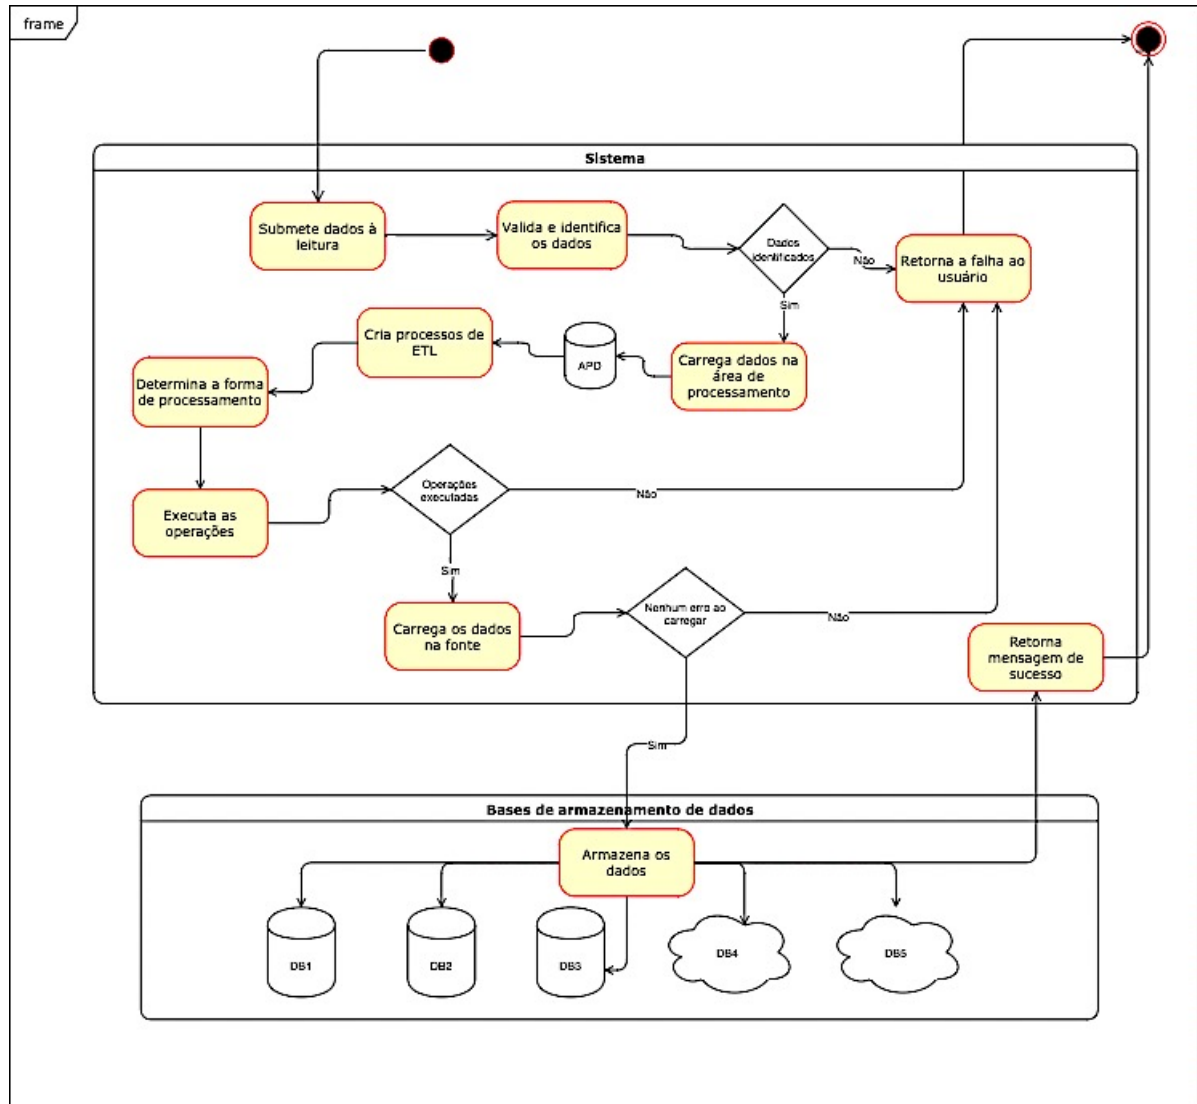 frame
Sistema
Submete dados à
leitura
Valida e identifica
os dados
Dados
identificados
Não
Retorna a falha ao
usuário
Sim
Cria processos de
ETL
APD
Carrega dados na
área de
processamento
Determina a forma
de processamento
Executa as
operações
Operações
executadas
Não
Sim
Carrega os dados
na fonte
Nenhum erro ao
carregar
Não
Retorna
mensagem de
sucesso
Sim
Bases de armazenamento de dados
Armazena os
dados
DB1
DB2
DB3
DB4
DB5